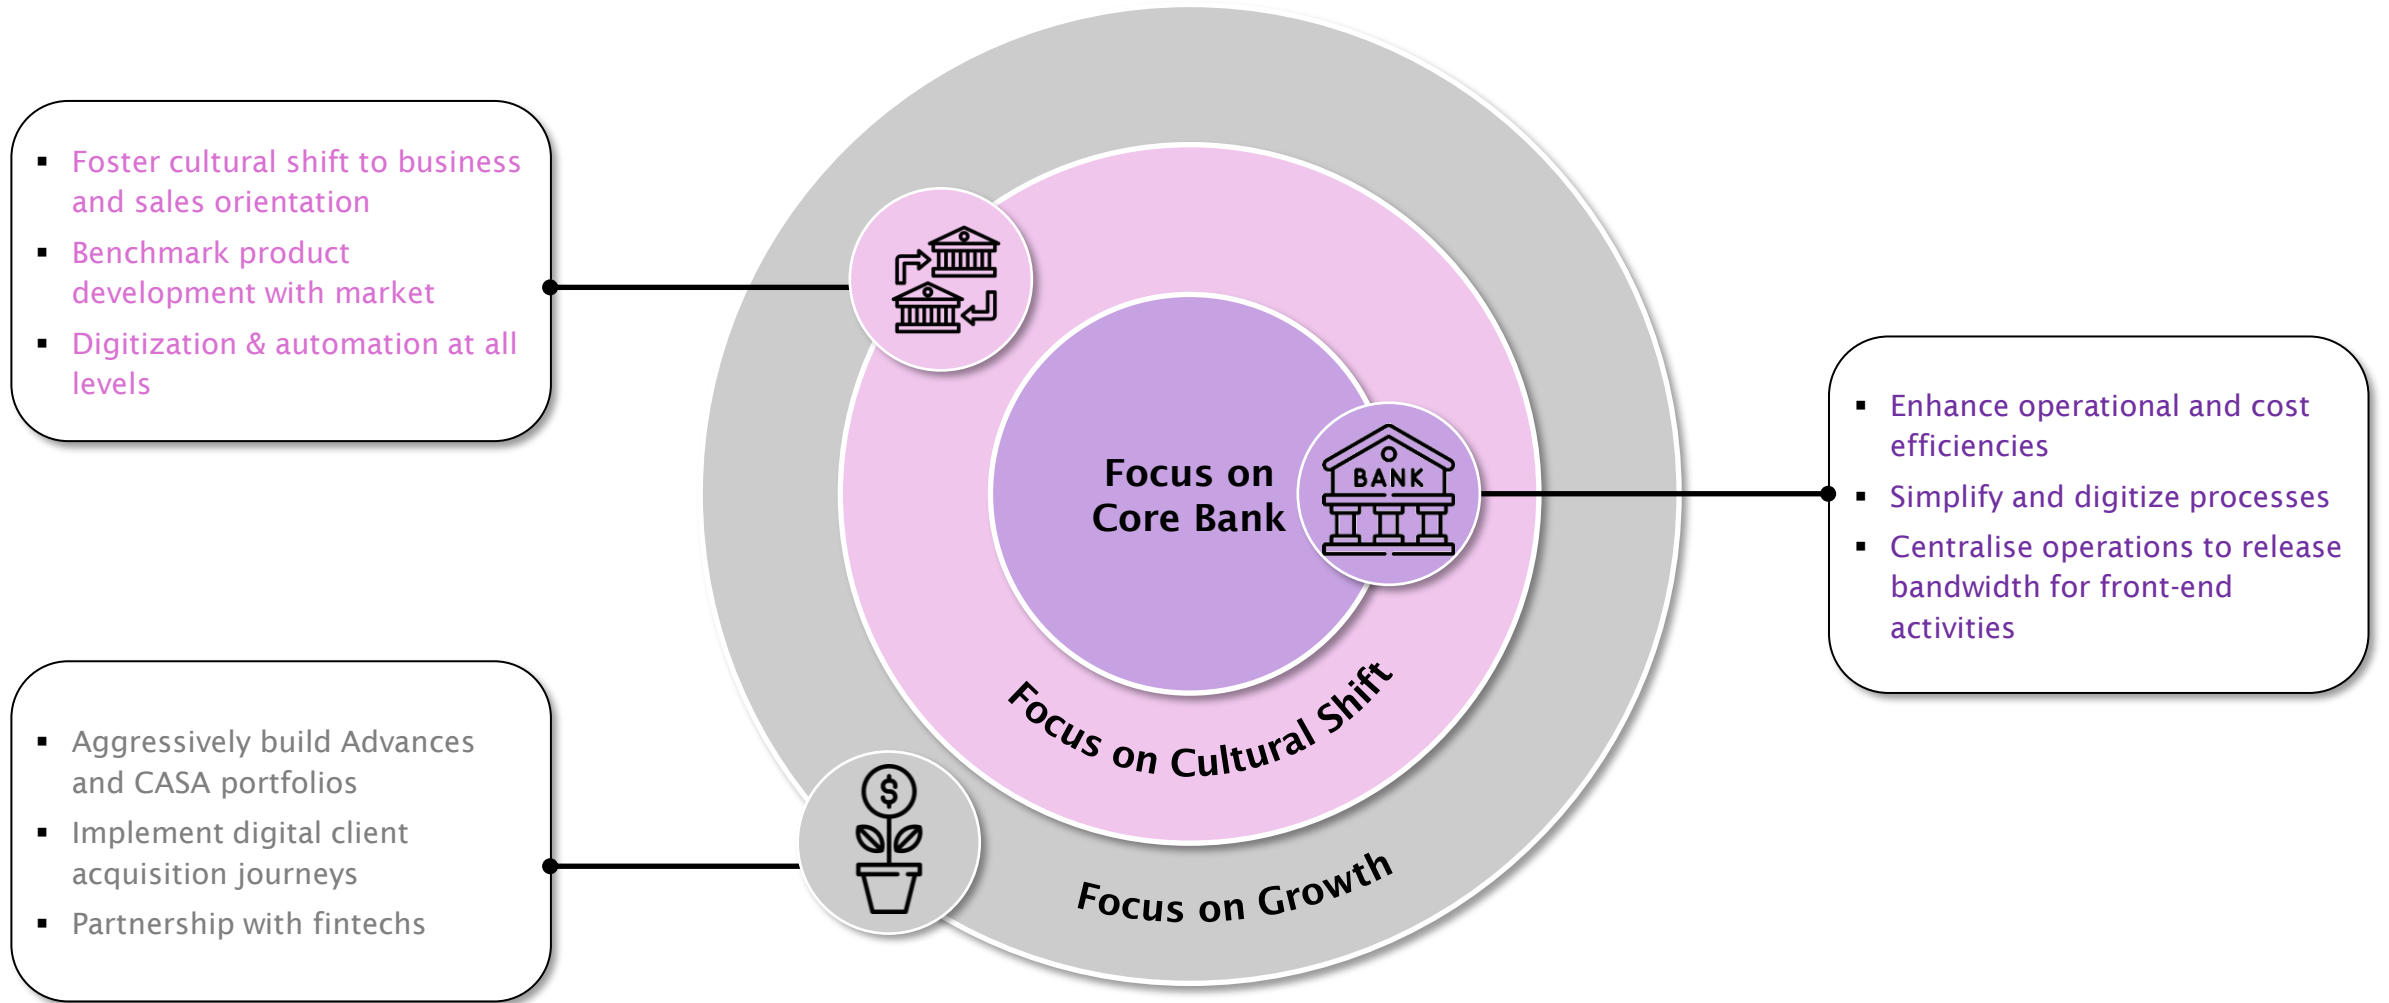 ▪ Foster cultural shift to business
and sales orientation
▪ Benchmark product
development with market
▪ Digitization & automation at all
levels
▪ Aggressively build Advances
and CASA portfolios
▪ Implement digital client
acquisition journeys
▪ Partnership with fintechs
Focus on
Core Bank
BANK
Focus on Cultural Shift
Focus on Growth
$
▪ Enhance operational and cost
efficiencies
▪ Simplify and digitize processes
▪ Centralise operations to release
bandwidth for front-end
activities